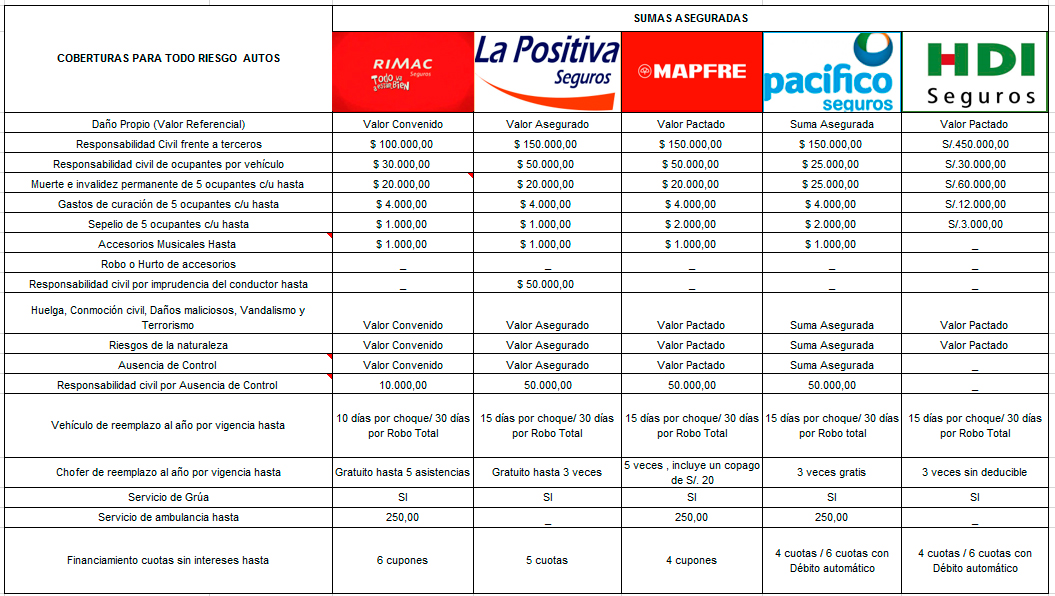 SUMAS ASEGURADAS
COBERTURAS PARA TODO RIESGO AUTOS
RIMAC
Seguros
Todo va
a estar BIEN
La Positiva
Seguros
MAPFRE
pacifico
seguros
HDI
Seguros
Daño Propio (Valor Referencial) Valor Convenido Valor Asegurado Valor Pactado Suma Asegurada Valor Pactado
Responsabilidad Civil frente a terceros $ 100.000,00 $ 150.000,00 $ 150.000,00 $ 150.000,00 S/.450.000,00
Responsabilidad civil de ocupantes por vehículo $ 30.000,00 $ 50.000,00 $ 50.000,00 $ 25.000,00 S/.30.000,00
Muerte e invalidez permanente de 5 ocupantes c/u hasta $ 20.000,00 $ 20.000,00 $ 20.000,00 $ 25.000,00 S/.60.000,00
Gastos de curación de 5 ocupantes c/u hasta $ 4.000,00 $ 4.000,00 $ 4.000,00 $ 4.000,00 S/.12.000,00
Sepelio de 5 ocupantes c/u hasta $ 1.000,00 $ 1.000,00 $ 2.000,00 $ 2.000,00 S/.3.000,00
Accesorios Musicales Hasta $ 1.000,00 $ 1.000,00 $ 1.000,00 $ 1.000,00 _
Robo o Hurto de accesorios _ _ _ _ _
Responsabilidad civil por imprudencia del conductor hasta _ $ 50.000,00 _ _ _
Huelga, Conmoción civil, Daños maliciosos, Vandalismo y
Terrorismo Valor Convenido Valor Asegurado Valor Pactado Suma Asegurada Valor Pactado
Riesgos de la naturaleza Valor Convenido Valor Asegurado Valor Pactado Suma Asegurada Valor Pactado
Ausencia de Control Valor Convenido Valor Asegurado Valor Pactado Suma Asegurada _
Responsabilidad civil por Ausencia de Control 10.000,00 50.000,00 50.000,00 50.000,00 _
Vehículo de reemplazo al año por vigencia hasta
10 días por choque/ 30 días 15 días por choque/ 30 días 15 días por choque/ 30 días 15 días por choque/ 30 días 15 días por choque/ 30 días
por Robo Total por Robo Total por Robo Total por Robo total por Robo Total
Chofer de reemplazo al año por vigencia hasta Gratuito hasta 5 asistencias Gratuito hasta 3 veces 5 veces , incluye un copago
de S/. 20 3 veces gratis 3 veces sin deducible
Servicio de Grúa SI SI SI SI SI
Servicio de ambulancia hasta 250,00 _ 250,00 250,00 _
Financiamiento cuotas sin intereses hasta 6 cupones 5 cuotas 4 cupones 4 cuotas / 6 cuotas con 4 cuotas / 6 cuotas con
Débito automático Débito automático